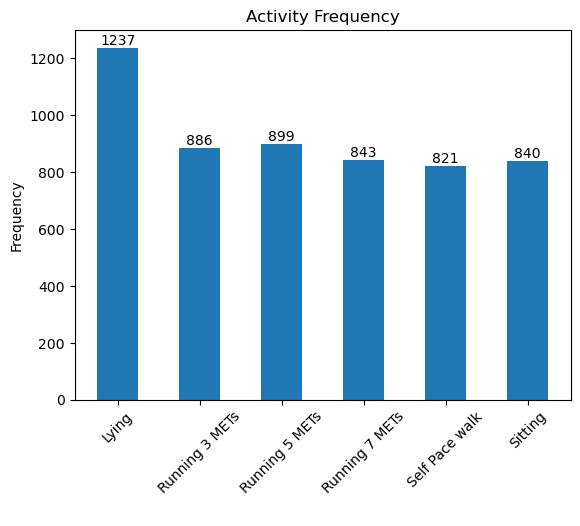 Activity Frequency
1237
886
899
843
821
840
Frequency
1200
1000
800
600
400
200
0
Lying
Running 3 METs
Running 5 METs
Running 7 METs
Self Pace walk
Sitting